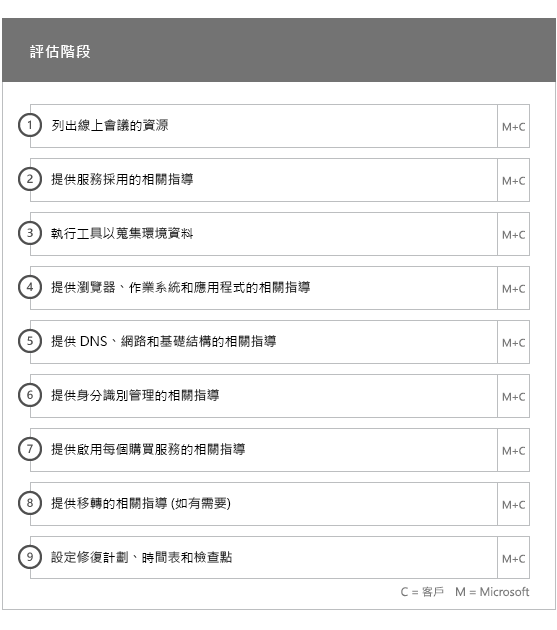 評估階段
1 列出線上會議的資源 M+C
2 提供服務採用的相關指導 M+C
3 執行工具以蒐集環境資料 M+C
4 提供瀏覽器、作業系統和應用程式的相關指導 M+C
5 提供 DNS、網路和基礎結構的相關指導 M+C
6 提供身分識別管理的相關指導 M+C
7 提供啟用每個購買服務的相關指導 M+C
8 提供移轉的相關指導 (如有需要) M+C
9 設定修復計劃、時間表和檢查點 M+C
C = 客戶 M = Microsoft